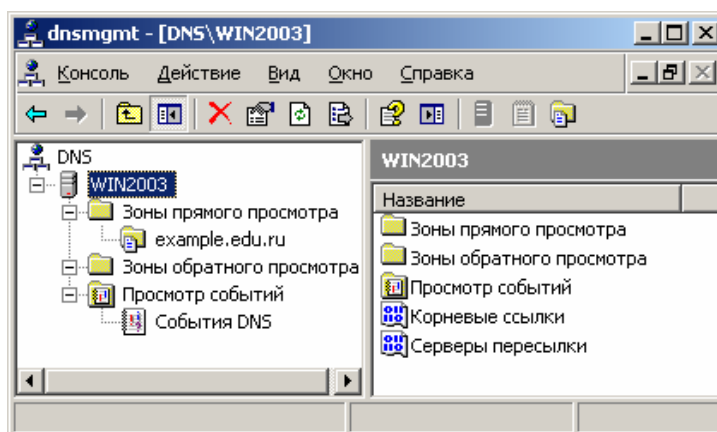 dnsmgmt - [DNS\WIN2003]
Консоль Действие Вид Окно Справка
DNS
WIN2003
Зоны прямого просмотра
example.edu.ru
Зоны обратного просмотра
Просмотр событий
События DNS
WIN2003
Название
Зоны прямого просмотра
Зоны обратного просмотра
Просмотр событий
Корневые ссылки
Серверы пересылки